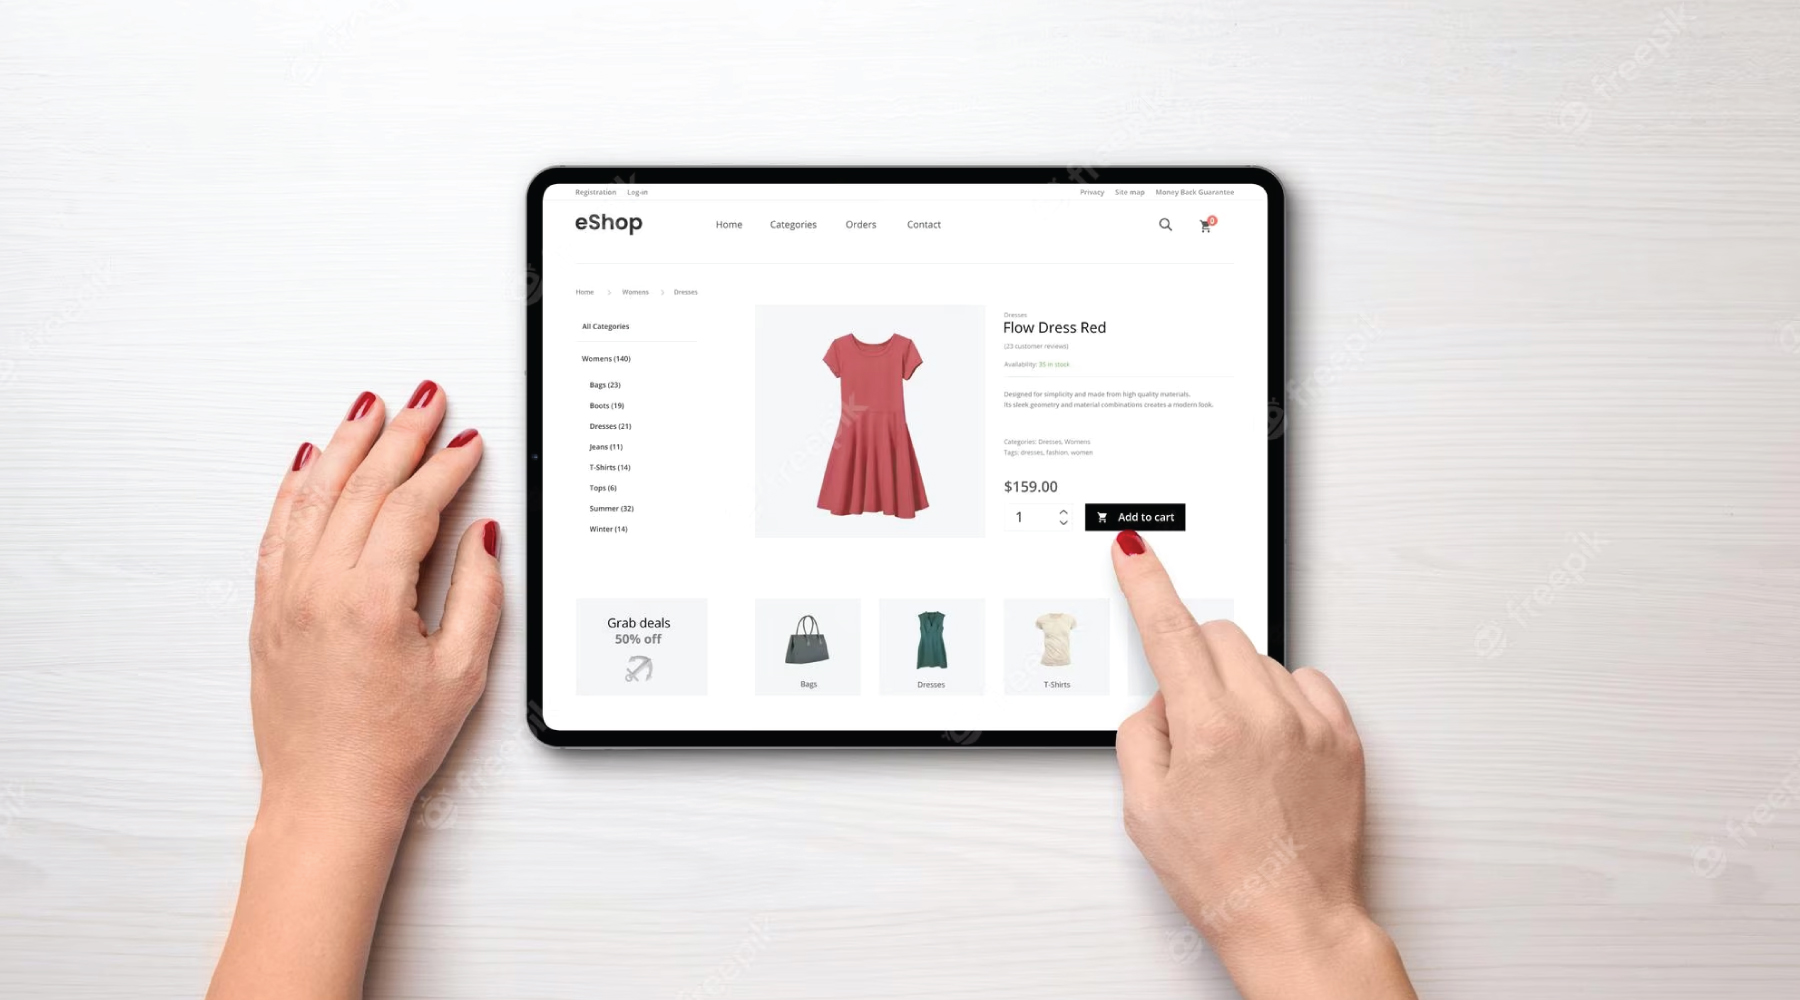 Registration Log-in Privacy Site map Money Back Guarantee
eShop Home Categories Orders Contact 0
Home > Womens > Dresses
All Categories
Womens (140)
Bags (23)
Boots (19)
Dresses (21)
Jeans (11)
T-Shirts (14)
Tops (6)
Summer (32)
Winter (14)
Dresses
Flow Dress Red
(23 customer reviews)
Availability: 35 in stock
Designed for simplicity and made from high quality materials.
Its sleek geometry and material combinations creates a modern look.
Categories: Dresses, Womens
Tags: dresses, fashion, women
$159.00
1 Add to cart
Grab deals
50% off
Bags
Dresses
T-Shirts
freepik